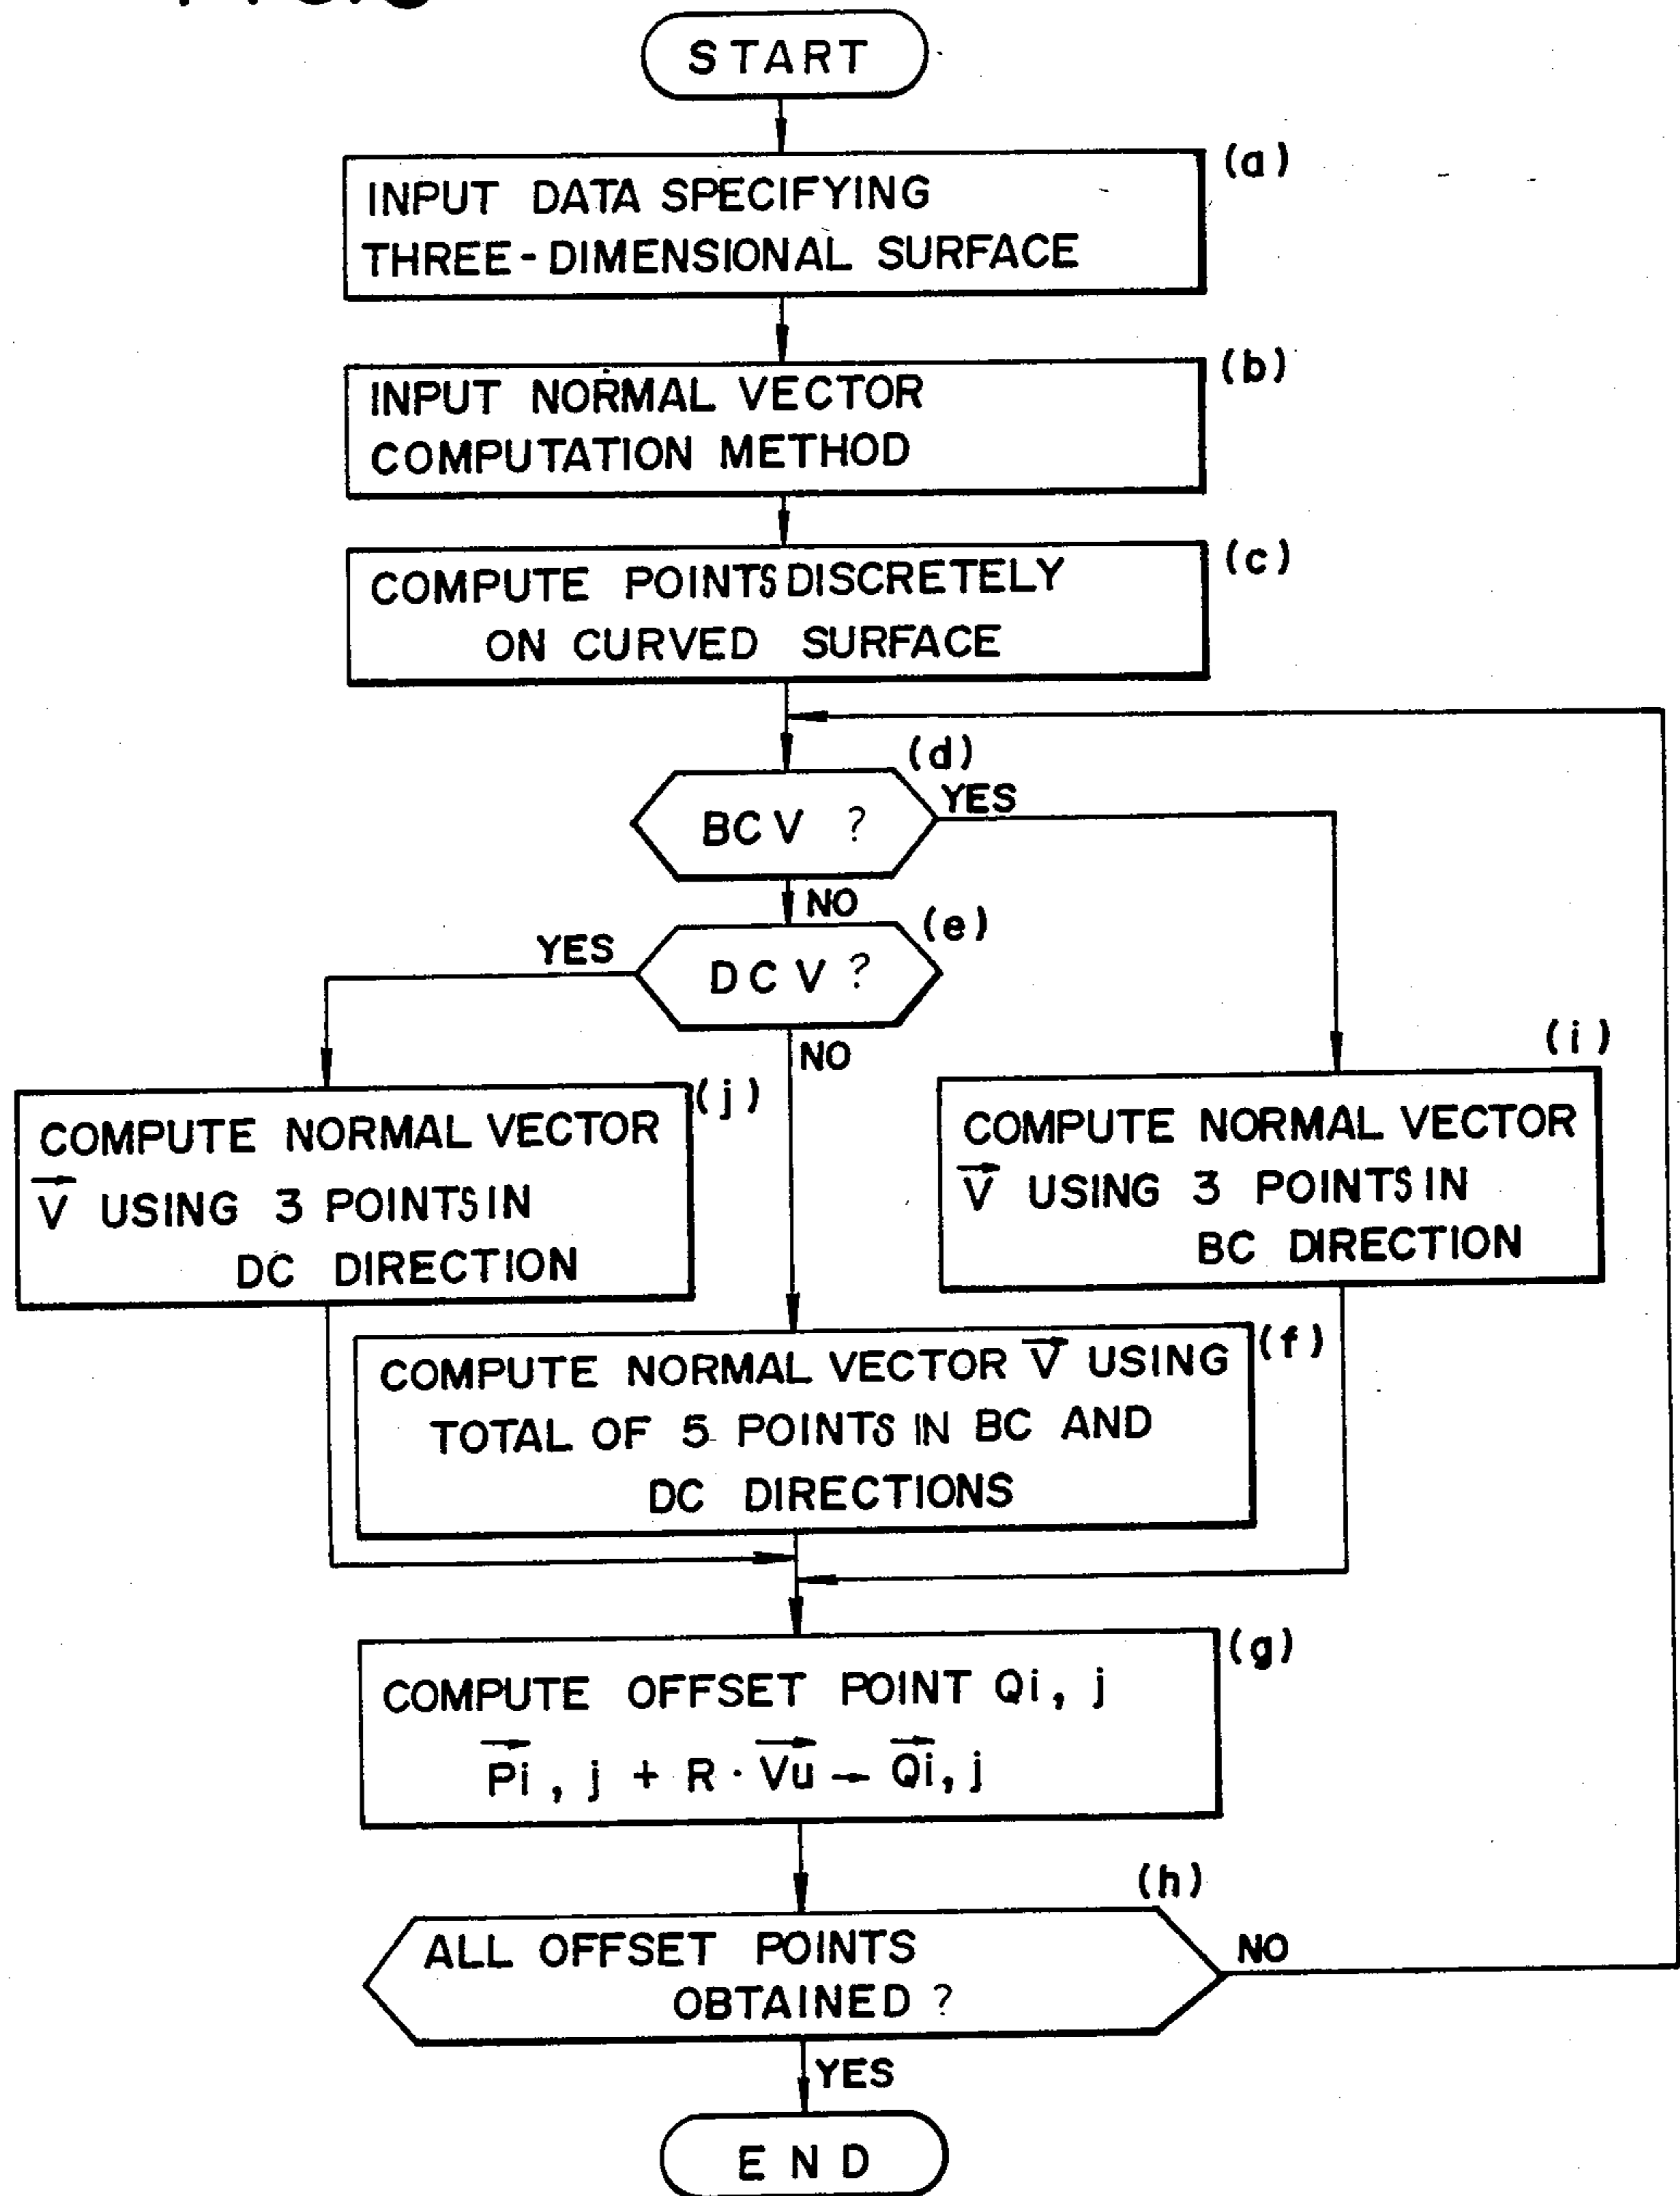 START
(a)
INPUT DATA SPECIFYING
THREE-DIMENSIONAL SURFACE
(b)
INPUT NORMAL VECTOR
COMPUTATION METHOD
(c)
COMPUTE POINTS DISCRETELY
ON CURVED SURFACE
(d)
BCV ?
YES
NO
(e)
DCV ?
YES
NO
(j)
COMPUTE NORMAL VECTOR
V USING 3 POINTS IN
DC DIRECTION
(i)
COMPUTE NORMAL VECTOR
V USING 3 POINTS IN
BC DIRECTION
(f)
COMPUTE NORMAL VECTOR V USING
TOTAL OF 5 POINTS IN BC AND
DC DIRECTIONS
(g)
COMPUTE OFFSET POINT Qi, j
Pi, j + R · Vu → Qi, j
(h)
ALL OFFSET POINTS
OBTAINED ?
NO
YES
END